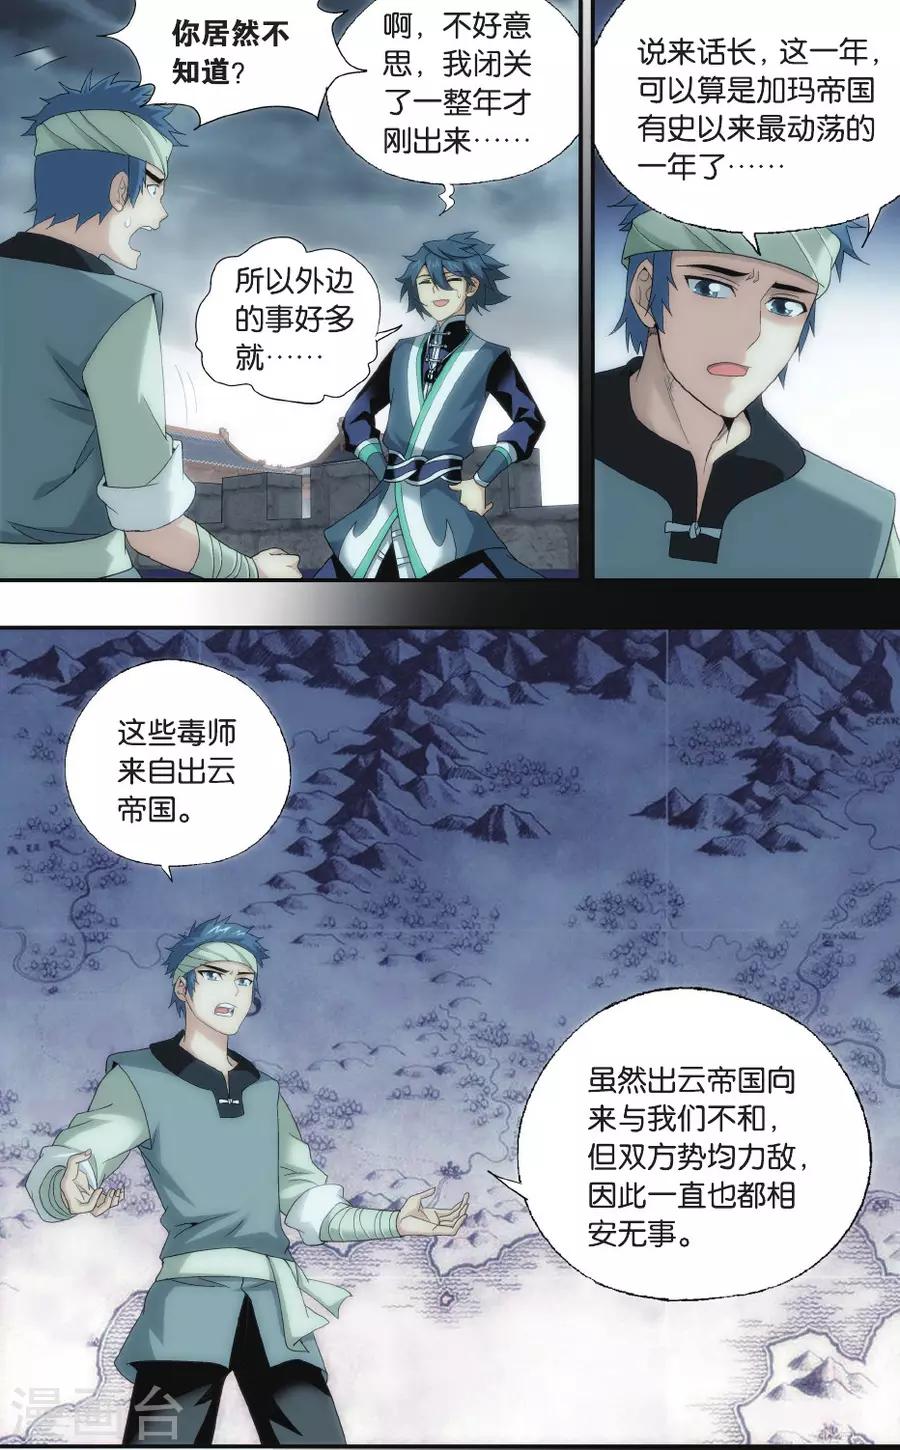 你居然不
知道？
啊，不好意
思，我闭关
了一整年才
刚出来……
所以外边
的事好多
就……
说来话长，这一年，
可以算是加玛帝国
有史以来最动荡的
一年了……
这些毒师
来自出云
帝国。
虽然出云帝国向
来与我们不和，
但双方势均力敌，
因此一直也都相
安无事。
漫画台